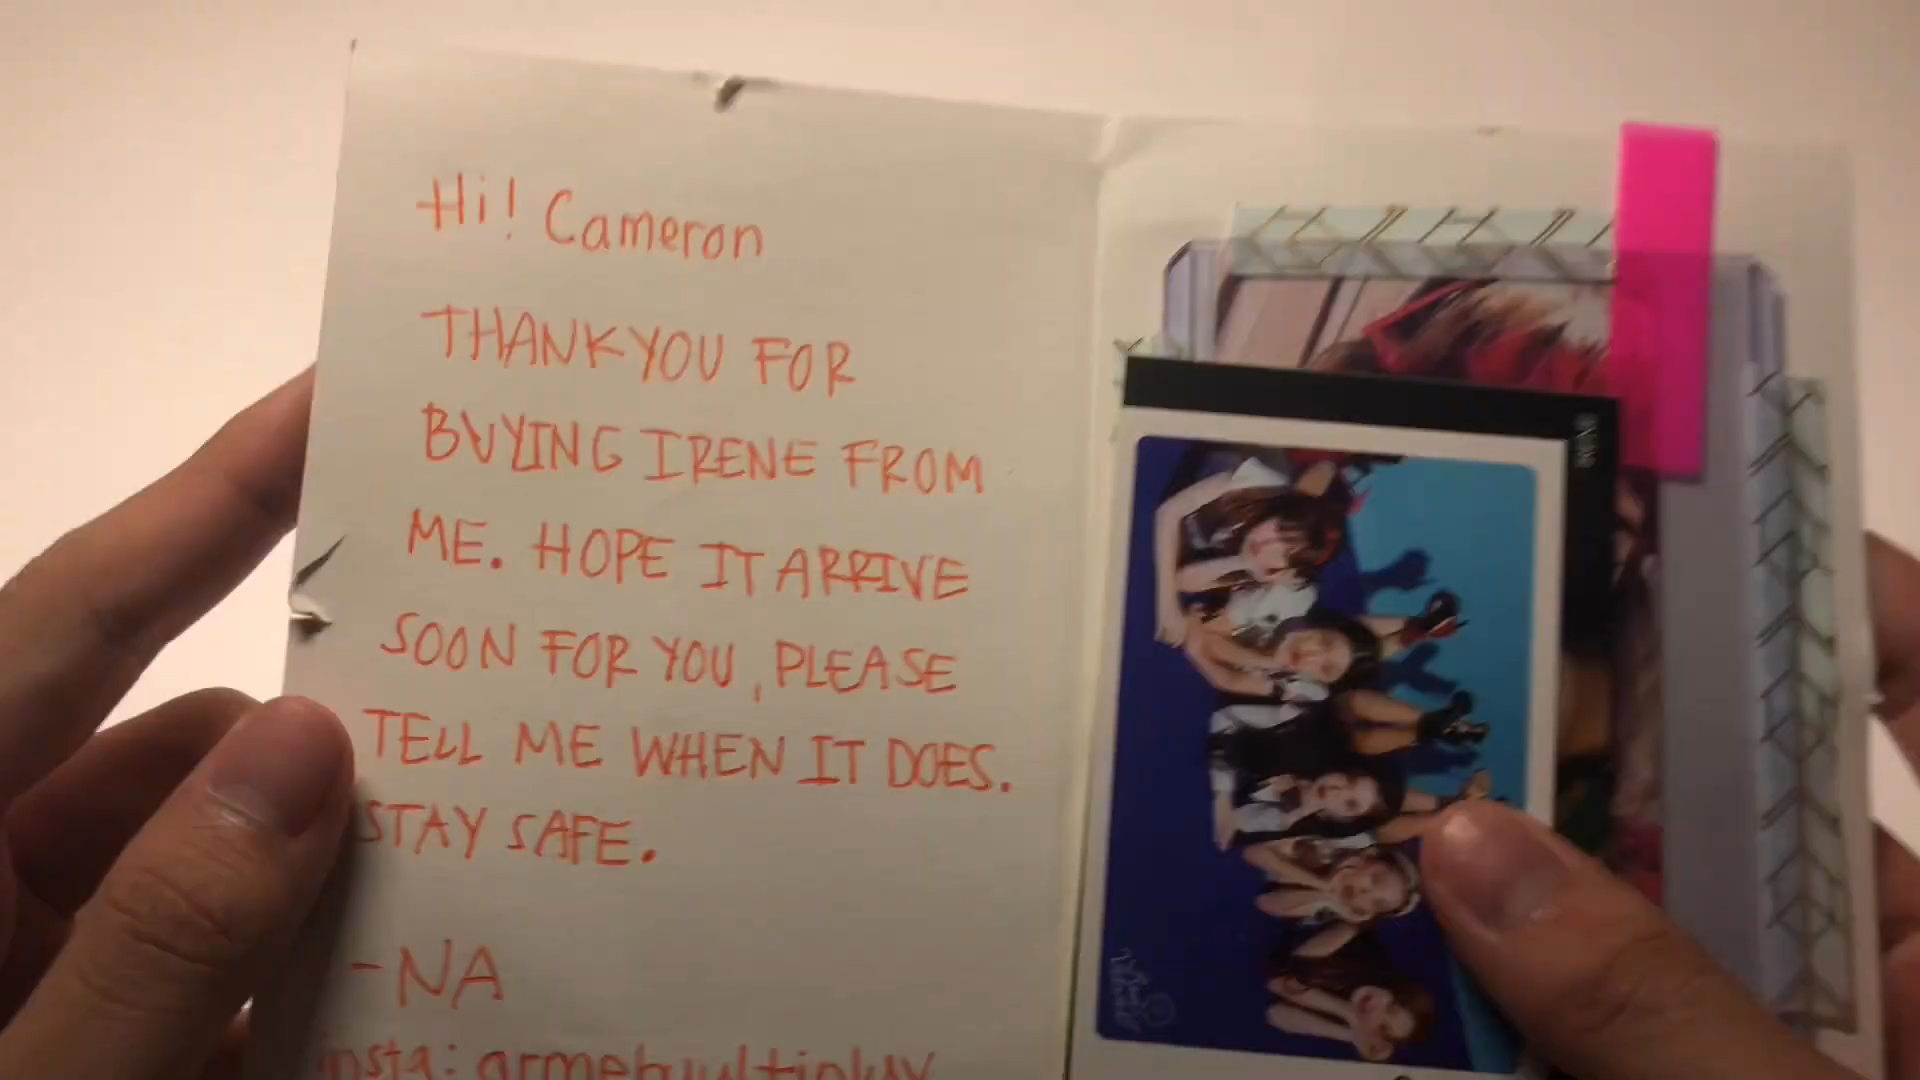 Hi! Cameron
THANKYOU FOR
BUYING IRENE FROM
ME. HOPE IT ARRIVE
SOON FOR YOU, PLEASE
TELL ME WHEN IT DOES.
STAY SAFE.
-NA
insta: